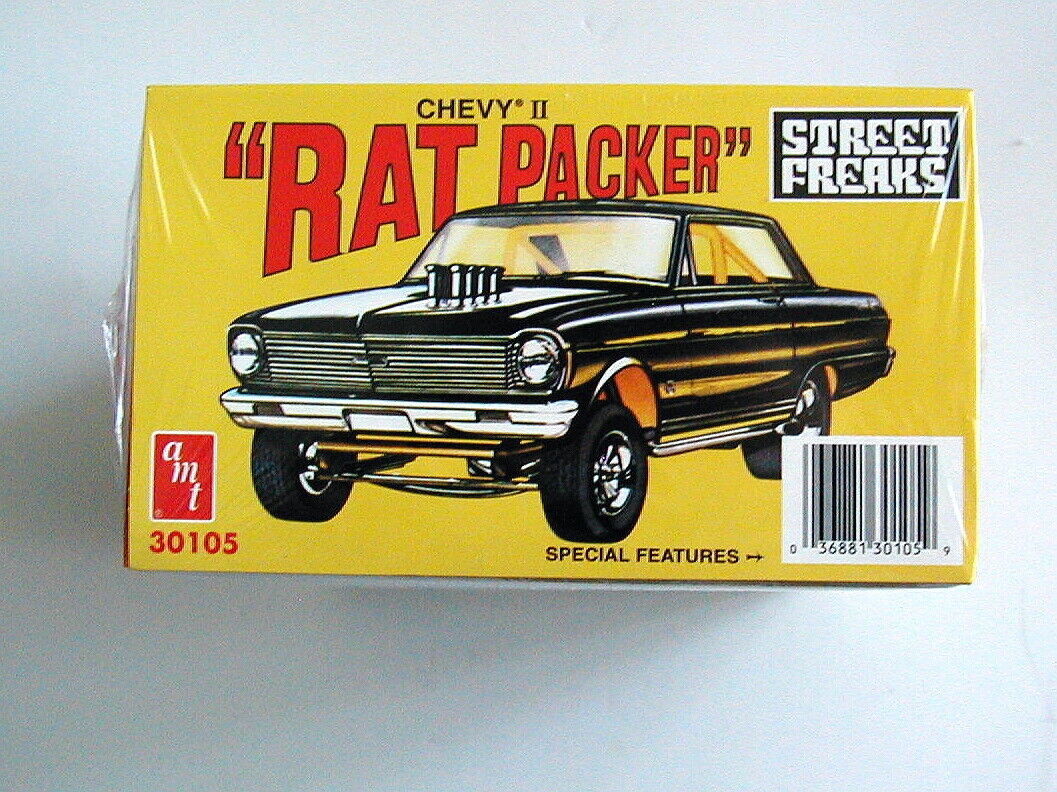 CHEVY® II
"RAT PACKER"
STREET
FREAKS
amt®
30105
SPECIAL FEATURES →
0 36881 30105 9